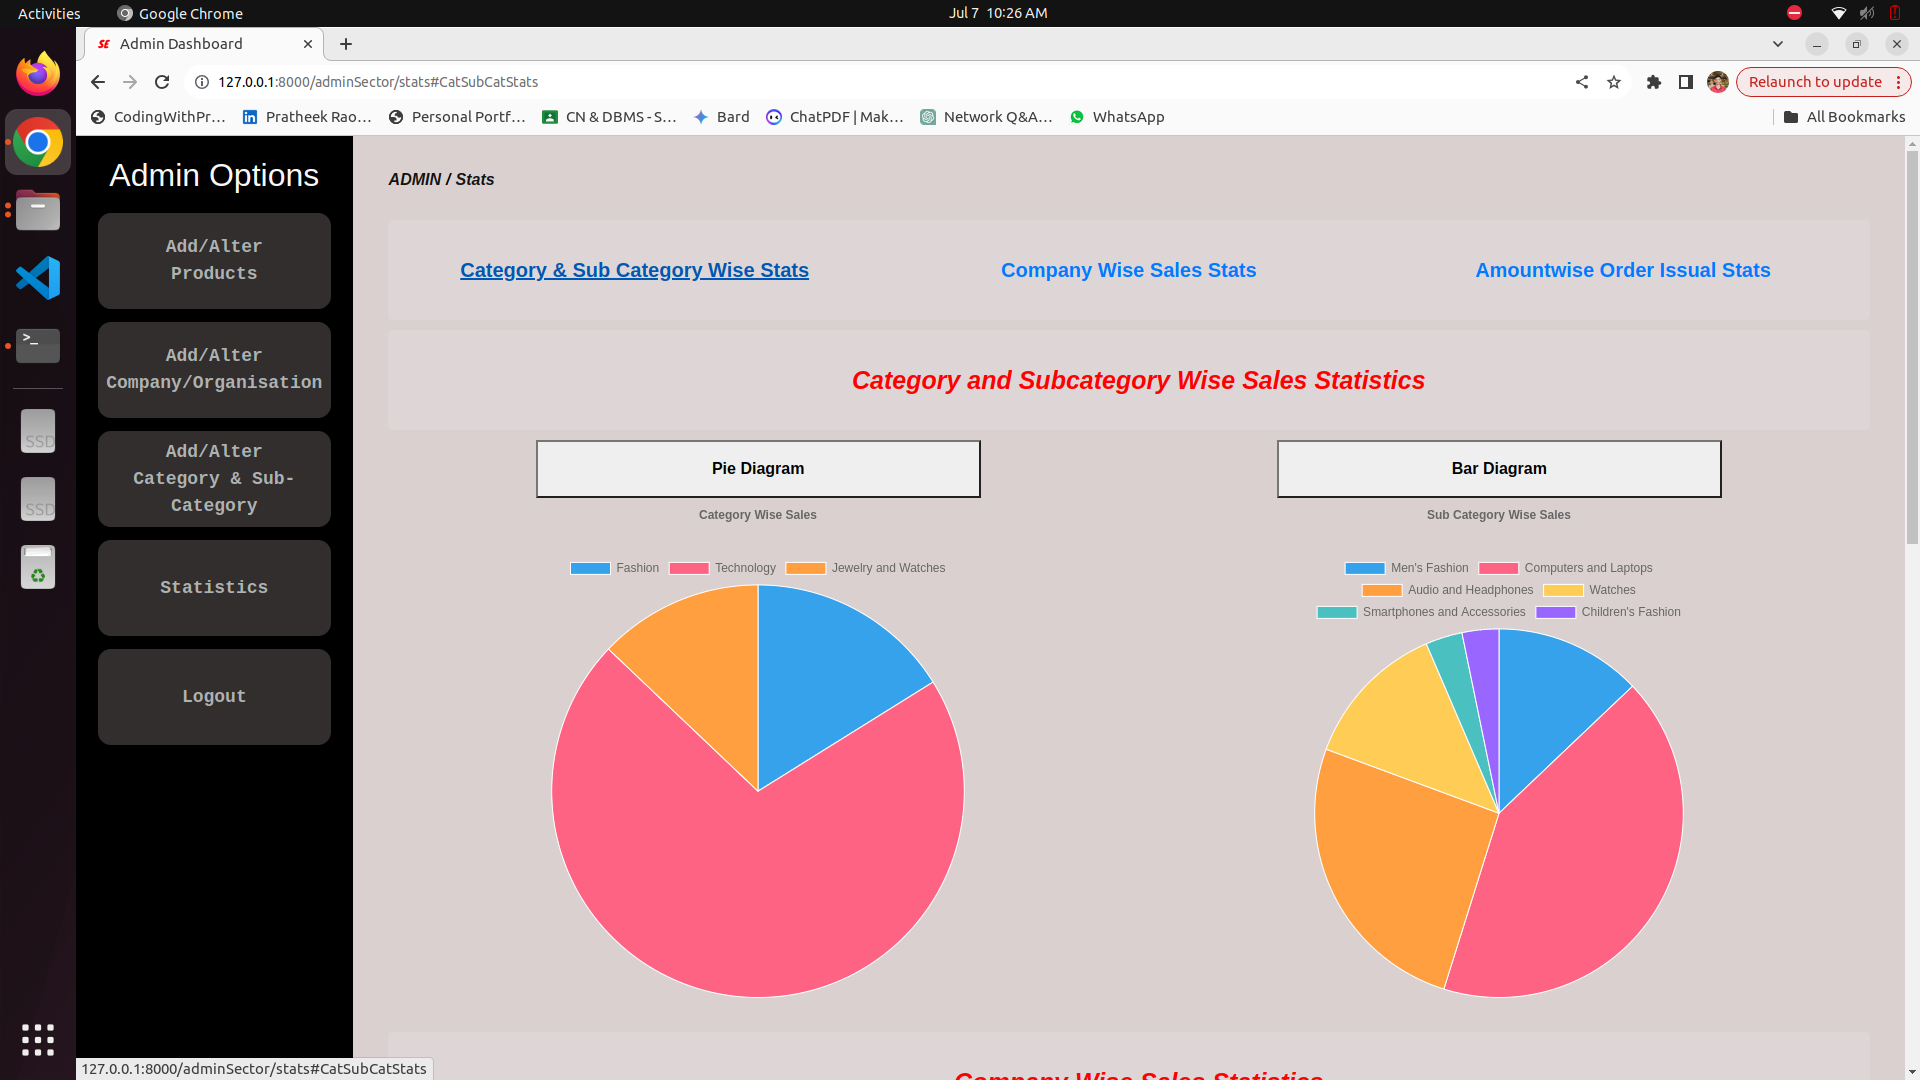 Activities
Google Chrome
Jul 7 10:26 AM
SE Admin Dashboard
127.0.0.1:8000/adminSector/stats#CatSubCatStats
Relaunch to update
CodingWithPr…
Pratheek Rao…
Personal Portf…
CN & DBMS - S…
Bard
ChatPDF | Mak…
Network Q&A…
WhatsApp
All Bookmarks
Admin Options
Add/Alter
Products
Add/Alter
Company/Organisation
Add/Alter
Category & Sub-
Category
Statistics
Logout
SSD
SSD
ADMIN / Stats
Category & Sub Category Wise Stats
Company Wise Sales Stats
Amountwise Order Issual Stats
Category and Subcategory Wise Sales Statistics
Pie Diagram
Category Wise Sales
Fashion
Technology
Jewelry and Watches
Bar Diagram
Sub Category Wise Sales
Men's Fashion
Computers and Laptops
Audio and Headphones
Watches
Smartphones and Accessories
Children's Fashion
Company Wise Sales Statistics
127.0.0.1:8000/adminSector/stats#CatSubCatStats